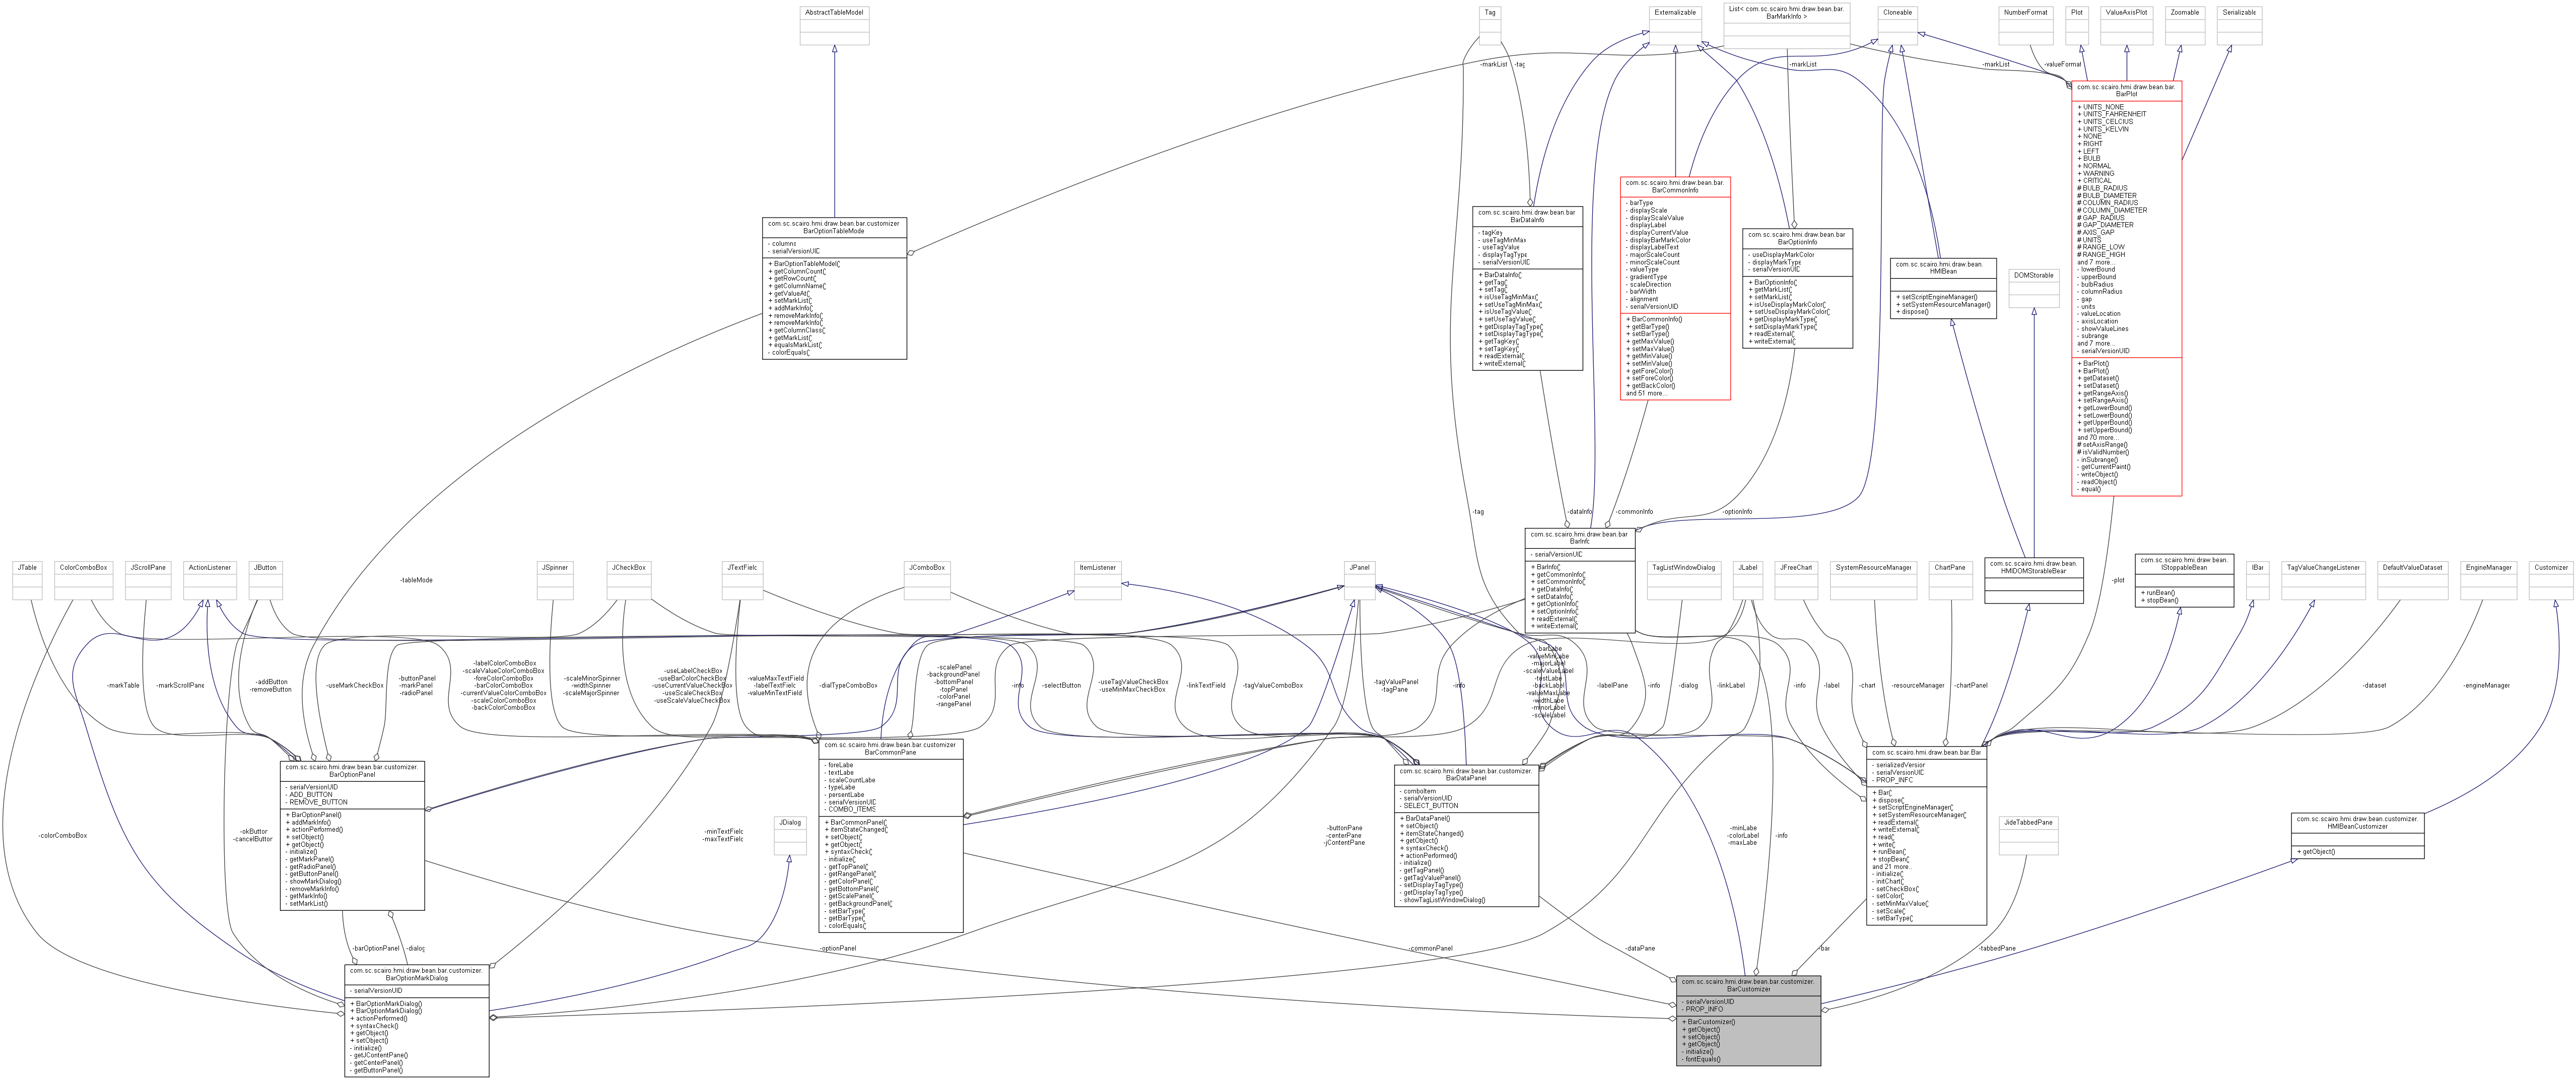 AbstractTableModel
Tag
Externalizable
List< com.sc.scairo.hmi.draw.bean.bar.
BarMarkInfo >
Cloneable
NumberFormat
Plot
ValueAxisPlot
Zoomable
Serializable
-markList
-tag
-markList
-markList
-valueFormat
com.sc.scairo.hmi.draw.bean.bar.
BarPlot
+ UNITS_NONE
+ UNITS_FAHRENHEIT
+ UNITS_CELCIUS
+ UNITS_KELVIN
+ NONE
+ RIGHT
+ LEFT
+ BULB
+ NORMAL
+ WARNING
+ CRITICAL
# BULB_RADIUS
# BULB_DIAMETER
# COLUMN_RADIUS
# COLUMN_DIAMETER
# GAP_RADIUS
# GAP_DIAMETER
# AXIS_GAP
# UNITS
# RANGE_LOW
# RANGE_HIGH
and 7 more...
- lowerBound
- upperBound
- bulbRadius
- columnRadius
- gap
- units
- valueLocation
- axisLocation
- showValueLines
- subrange
and 7 more...
- serialVersionUID
+ BarPlot()
+ BarPlot()
+ getDataset()
+ setDataset()
+ getRangeAxis()
+ setRangeAxis()
+ getLowerBound()
+ setLowerBound()
+ getUpperBound()
+ setUpperBound()
and 70 more...
# setAxisRange()
# isValidNumber()
- inSubrange()
- getCurrentPaint()
- writeObject()
- readObject()
- equal()
com.sc.scairo.hmi.draw.bean.bar.customizer
BarOptionTableMode
- columns
- serialVersionUID
+ BarOptionTableModel(
+ getColumnCount(
+ getRowCount(
+ getColumnName(
+ getValueAt(
+ setMarkList(
+ addMarkInfo(
+ removeMarkInfo(
+ removeMarkInfo(
+ getColumnClass(
+ getMarkList(
+ equalsMarkList(
- colorEquals(
com.sc.scairo.hmi.draw.bean.bar
BarDataInfo
- tagKey
- useTagMinMax
- useTagValue
- displayTagType
- serialVersionUID
+ BarDataInfo(
+ getTag(
+ setTag(
+ isUseTagMinMax(
+ setUseTagMinMax(
+ isUseTagValue(
+ setUseTagValue(
+ getDisplayTagType(
+ setDisplayTagType(
+ getTagKey(
+ setTagKey(
+ readExternal(
+ writeExternal(
com.sc.scairo.hmi.draw.bean.bar.
BarCommonInfo
- barType
- displayScale
- displayScaleValue
- displayLabel
- displayCurrentValue
- displayBarMarkColor
- displayLabelText
- majorScaleCount
- minorScaleCount
- valueType
- gradientType
- scaleDirection
- barWidth
- alignment
- serialVersionUID
+ BarCommonInfo()
+ getBarType()
+ setBarType()
+ getMaxValue()
+ setMaxValue()
+ getMinValue()
+ setMinValue()
+ getForeColor()
+ setForeColor()
+ getBackColor()
and 51 more...
com.sc.scairo.hmi.draw.bean.bar
BarOptionInfo
- useDisplayMarkColor
- displayMarkType
- serialVersionUID
+ BarOptionInfo(
+ getMarkList(
+ setMarkList(
+ isUseDisplayMarkColor(
+ setUseDisplayMarkColor(
+ getDisplayMarkType(
+ setDisplayMarkType(
+ readExternal(
+ writeExternal(
com.sc.scairo.hmi.draw.bean.
HMIBean
+ setScriptEngineManager()
+ setSystemResourceManager()
+ dispose()
DOMStorable
-tag
-dataInfo
-commonInfo
-optionInfo
com.sc.scairo.hmi.draw.bean.bar
BarInfc
- serialVersionUID
+ BarInfo(
+ getCommonInfo(
+ setCommonInfo(
+ getDataInfo(
+ setDataInfo(
+ getOptionInfo(
+ setOptionInfo(
+ readExternal(
+ writeExternal(
JTable
ColorComboBox
JScrollPane
ActionListener
JButton
-tableMode
JSpinner
JCheckBox
JTextFielc
JComboBox
ItemListener
JPanel
TagListWindowDialog
JLabel
JFreeChart
SystemResourceManager
ChartPane
com.sc.scairo.hmi.draw.bean.
HMIDOMStorableBear
-plot
com.sc.scairo.hmi.draw.bean.
IStoppableBean
+ runBean()
+ stopBean()
IBar
TagValueChangeListener
DefaultValueDataset
EngineManager
Customizer
-markTable
-markScrollPane
-addButton
-removeButton
-useMarkCheckBox
-buttonPanel
-markPanel
-radioPanel
-labelColorComboBox
-scaleValueColorComboBox
-foreColorComboBox
-barColorComboBox
-currentValueColorComboBox
-scaleColorComboBox
-backColorComboBox
-scaleMinorSpinner
-widthSpinner
-scaleMajorSpinner
-useLabelCheckBox
-useBarColorCheckBox
-useCurrentValueCheckBox
-useScaleCheckBox
-useScaleValueCheckBox
-valueMaxTextField
-labelTextFielc
-valueMinTextField
-dialTypeComboBox
-scalePanel
-backgroundPanel
-bottomPanel
-topPanel
-colorPanel
-rangePanel
-info
-selectButton
-useTagValueCheckBox
-useMinMaxCheckBox
-linkTextField
-tagValueComboBox
-tagValuePanel
-tagPane
-info
-barLabe
-valueMinLabe
-majorLabel
-scaleValueLabel
-testLabel
-backLabel
-valueMaxLabel
-widthLabe
-minorLabel
-scaleLabel
-labelPane
-info
-dialog
-linkLabel
-info
-label
-chart
-resourceManager
-chartPanel
-dataset
-engineManager
com.sc.scairo.hmi.draw.bean.bar.customizer.
BarOptionPanel
- serialVersionUID
- ADD_BUTTON
- REMOVE_BUTTON
+ BarOptionPanel()
+ addMarkInfo()
+ actionPerformed()
+ setObject()
+ getObject()
- initialize()
- getMarkPanel()
- getRadioPanel()
- getButtonPanel()
- showMarkDialog()
- removeMarkInfo()
- getMarkInfo()
- setMarkList()
com.sc.scairo.hmi.draw.bean.bar.customizer
BarCommonPane
- foreLabe
- textLabe
- scaleCountLabe
- typeLabe
- persentLabe
- serialVersionUID
- COMBO_ITEMS
+ BarCommonPanel(
+ itemStateChanged(
+ setObject(
+ getObject(
+ syntaxCheck(
- initialize(
- getTopPanel(
- getRangePanel(
- getColorPanel(
- getBottomPanel(
- getScalePanel(
- getBackgroundPanel(
- setBarType(
- getBarType(
- colorEquals(
com.sc.scairo.hmi.draw.bean.bar.customizer.
BarDataPanel
- comboItem
- serialVersionUID
- SELECT_BUTTON
+ BarDataPanel()
+ setObject()
+ itemStateChanged()
+ getObject()
+ syntaxCheck()
+ actionPerformed()
- initialize()
- getTagPanel()
- getTagValuePanel()
- setDisplayTagType()
- getDisplayTagType()
- showTagListWindowDialog()
com.sc.scairo.hmi.draw.bean.bar.Bar
- serializedVersior
- serialVersionUIC
- PROP_INFC
+ Bar(
+ dispose(
+ setScriptEngineManager(
+ setSystemResourceManager(
+ readExternal(
+ writeExternal(
+ read(
+ write(
+ runBean(
+ stopBean(
and 21 more..
- initialize(
- initChart(
- setCheckBox(
- setColor(
- setMinMaxValue(
- setScale(
- setBarType(
-colorComboBox
-okButtor
-cancelButtor
-minTextFielc
-maxTextField
JDialog
-buttonPane
-centerPane
-jContentPane
-minLabe
-colorLabel
-maxLabe
-info
JideTabbedPane
com.sc.scairo.hmi.draw.bean.customizer.
HMIBeanCustomizer
+ getObject()
-barOptionPanel
-dialog
-optionPanel
-commonPanel
-dataPane
-bar
-tabbedPane
com.sc.scairo.hmi.draw.bean.bar.customizer.
BarOptionMarkDialog
- serialVersionUID
+ BarOptionMarkDialog()
+ BarOptionMarkDialog()
+ actionPerformed()
+ syntaxCheck()
+ getObject()
+ setObject()
- initialize()
- getJContentPane()
- getCenterPanel()
- getButtonPanel()
com.sc.scairo.hmi.draw.bean.bar.customizer.
BarCustomizer
- serialVersionUID
- PROP_INFO
+ BarCustomizer()
+ getObject()
+ setObject()
+ getObject()
- initialize()
- fontEquals()